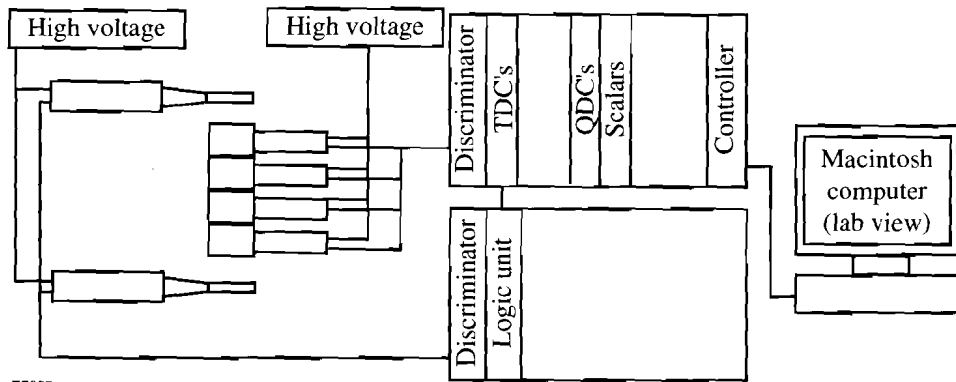 High voltage
High voltage
Discriminator
TDC's
QDC's
Scalars
Controller
Macintosh
computer
(lab view)
Discriminator
Logic unit